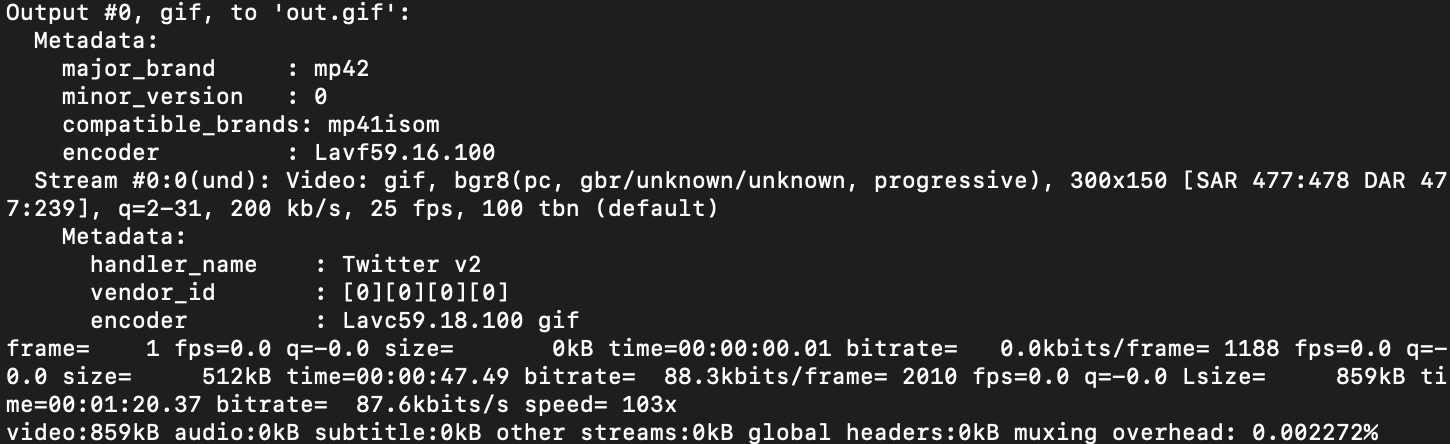 Output #0, gif, to 'out.gif':
  Metadata:
    major_brand     : mp42
    minor_version   : 0
    compatible_brands: mp41isom
    encoder         : Lavf59.16.100
  Stream #0:0(und): Video: gif, bgr8(pc, gbr/unknown/unknown, progressive), 300x150 [SAR 477:478 DAR 47
7:239], q=2-31, 200 kb/s, 25 fps, 100 tbn (default)
    Metadata:
      handler_name    : Twitter v2
      vendor_id       : [0][0][0][0]
      encoder         : Lavc59.18.100 gif
frame=    1 fps=0.0 q=-0.0 size=       0kB time=00:00:00.01 bitrate=   0.0kbits/frame= 1188 fps=0.0 q=-
0.0 size=     512kB time=00:00:47.49 bitrate=  88.3kbits/frame= 2010 fps=0.0 q=-0.0 Lsize=     859kB ti
me=00:01:20.37 bitrate=  87.6kbits/s speed= 103x
video:859kB audio:0kB subtitle:0kB other streams:0kB global headers:0kB muxing overhead: 0.002272%